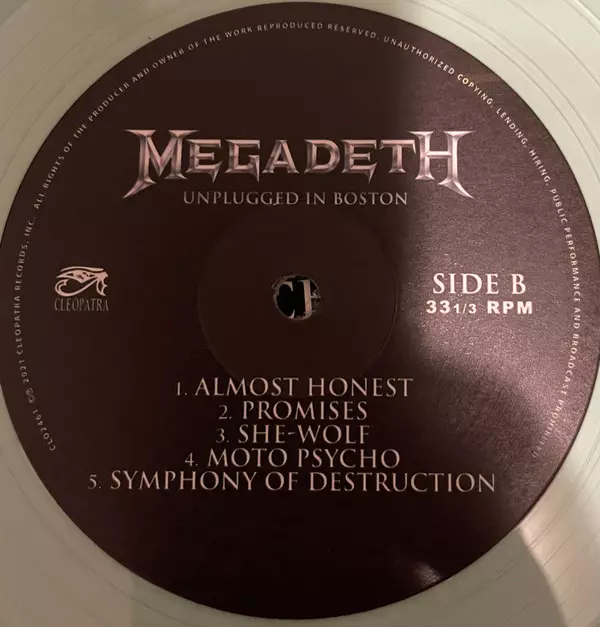 CLO2461 ©℗ 2021 CLEOPATRA RECORDS, INC. ALL RIGHTS OF THE PRODUCER AND OWNER OF THE WORK REPRODUCED RESERVED. UNAUTHORIZED COPYING, LENDING, HIRING, PUBLIC PERFORMANCE AND BROADCAST PROHIBITED
MEGADETH
UNPLUGGED IN BOSTON
CLEOPATRA
SIDE B
33 1/3 RPM
1. ALMOST HONEST
2. PROMISES
3. SHE-WOLF
4. MOTO PSYCHO
5. SYMPHONY OF DESTRUCTION